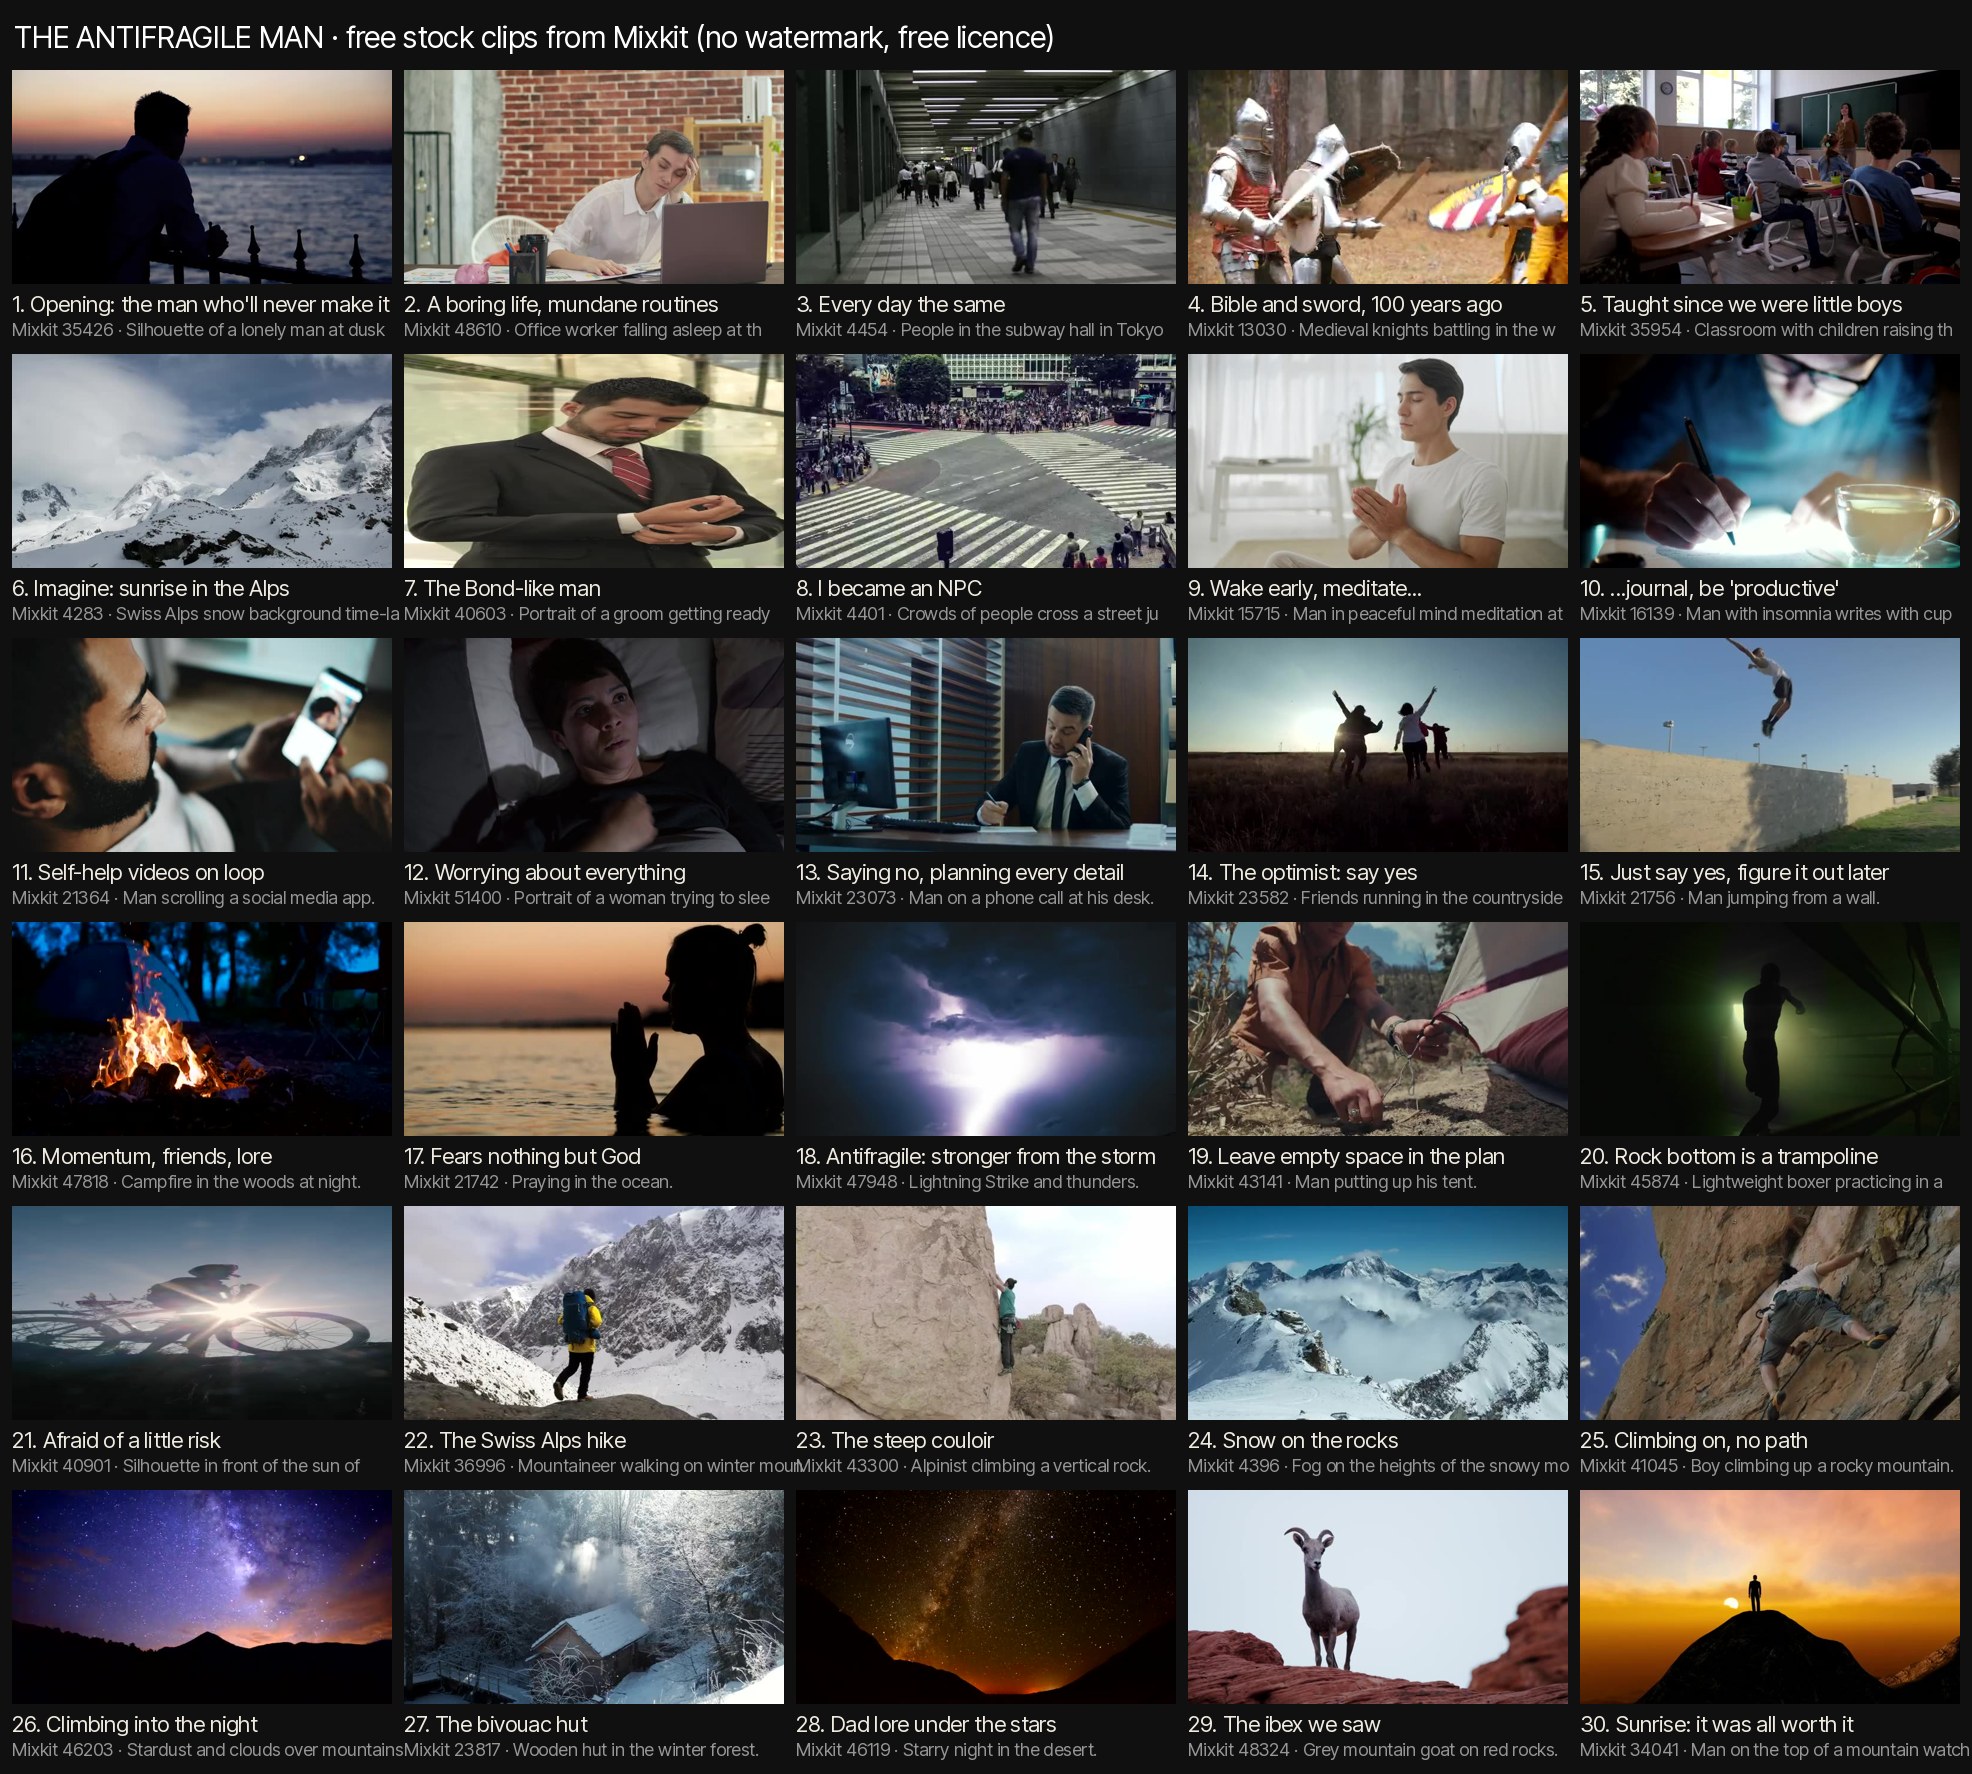 THE ANTIFRAGILE MAN · free stock clips from Mixkit (no watermark, free licence)
1. Opening: the man who'll never make it
Mixkit 35426 · Silhouette of a lonely man at dusk
2. A boring life, mundane routines
Mixkit 48610 · Office worker falling asleep at th
3. Every day the same
Mixkit 4454 · People in the subway hall in Tokyo
4. Bible and sword, 100 years ago
Mixkit 13030 · Medieval knights battling in the w
5. Taught since we were little boys
Mixkit 35954 · Classroom with children raising th
6. Imagine: sunrise in the Alps
Mixkit 4283 · Swiss Alps snow background time-la
7. The Bond-like man
Mixkit 40603 · Portrait of a groom getting ready
8. I became an NPC
Mixkit 4401 · Crowds of people cross a street ju
9. Wake early, meditate...
Mixkit 15715 · Man in peaceful mind meditation at
10. ...journal, be 'productive'
Mixkit 16139 · Man with insomnia writes with cup
11. Self-help videos on loop
Mixkit 21364 · Man scrolling a social media app.
12. Worrying about everything
Mixkit 51400 · Portrait of a woman trying to slee
13. Saying no, planning every detail
Mixkit 23073 · Man on a phone call at his desk.
14. The optimist: say yes
Mixkit 23582 · Friends running in the countryside
15. Just say yes, figure it out later
Mixkit 21756 · Man jumping from a wall.
16. Momentum, friends, lore
Mixkit 47818 · Campfire in the woods at night.
17. Fears nothing but God
Mixkit 21742 · Praying in the ocean.
18. Antifragile: stronger from the storm
Mixkit 47948 · Lightning Strike and thunders.
19. Leave empty space in the plan
Mixkit 43141 · Man putting up his tent.
20. Rock bottom is a trampoline
Mixkit 45874 · Lightweight boxer practicing in a
21. Afraid of a little risk
Mixkit 40901 · Silhouette in front of the sun of
22. The Swiss Alps hike
Mixkit 36996 · Mountaineer walking on winter moun
23. The steep couloir
Mixkit 43300 · Alpinist climbing a vertical rock.
24. Snow on the rocks
Mixkit 4396 · Fog on the heights of the snowy mo
25. Climbing on, no path
Mixkit 41045 · Boy climbing up a rocky mountain.
26. Climbing into the night
Mixkit 46203 · Stardust and clouds over mountains
27. The bivouac hut
Mixkit 23817 · Wooden hut in the winter forest.
28. Dad lore under the stars
Mixkit 46119 · Starry night in the desert.
29. The ibex we saw
Mixkit 48324 · Grey mountain goat on red rocks.
30. Sunrise: it was all worth it
Mixkit 34041 · Man on the top of a mountain watch